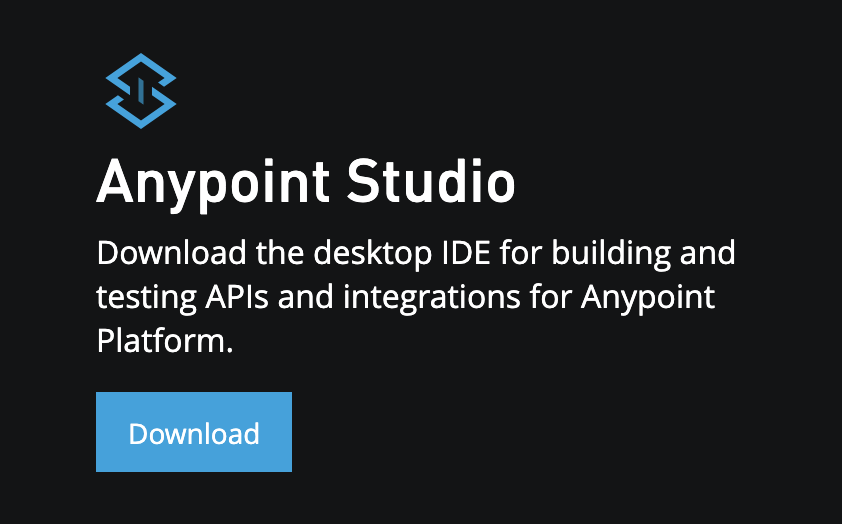 Anypoint Studio
Download the desktop IDE for building and
testing APIs and integrations for Anypoint
Platform.
Download